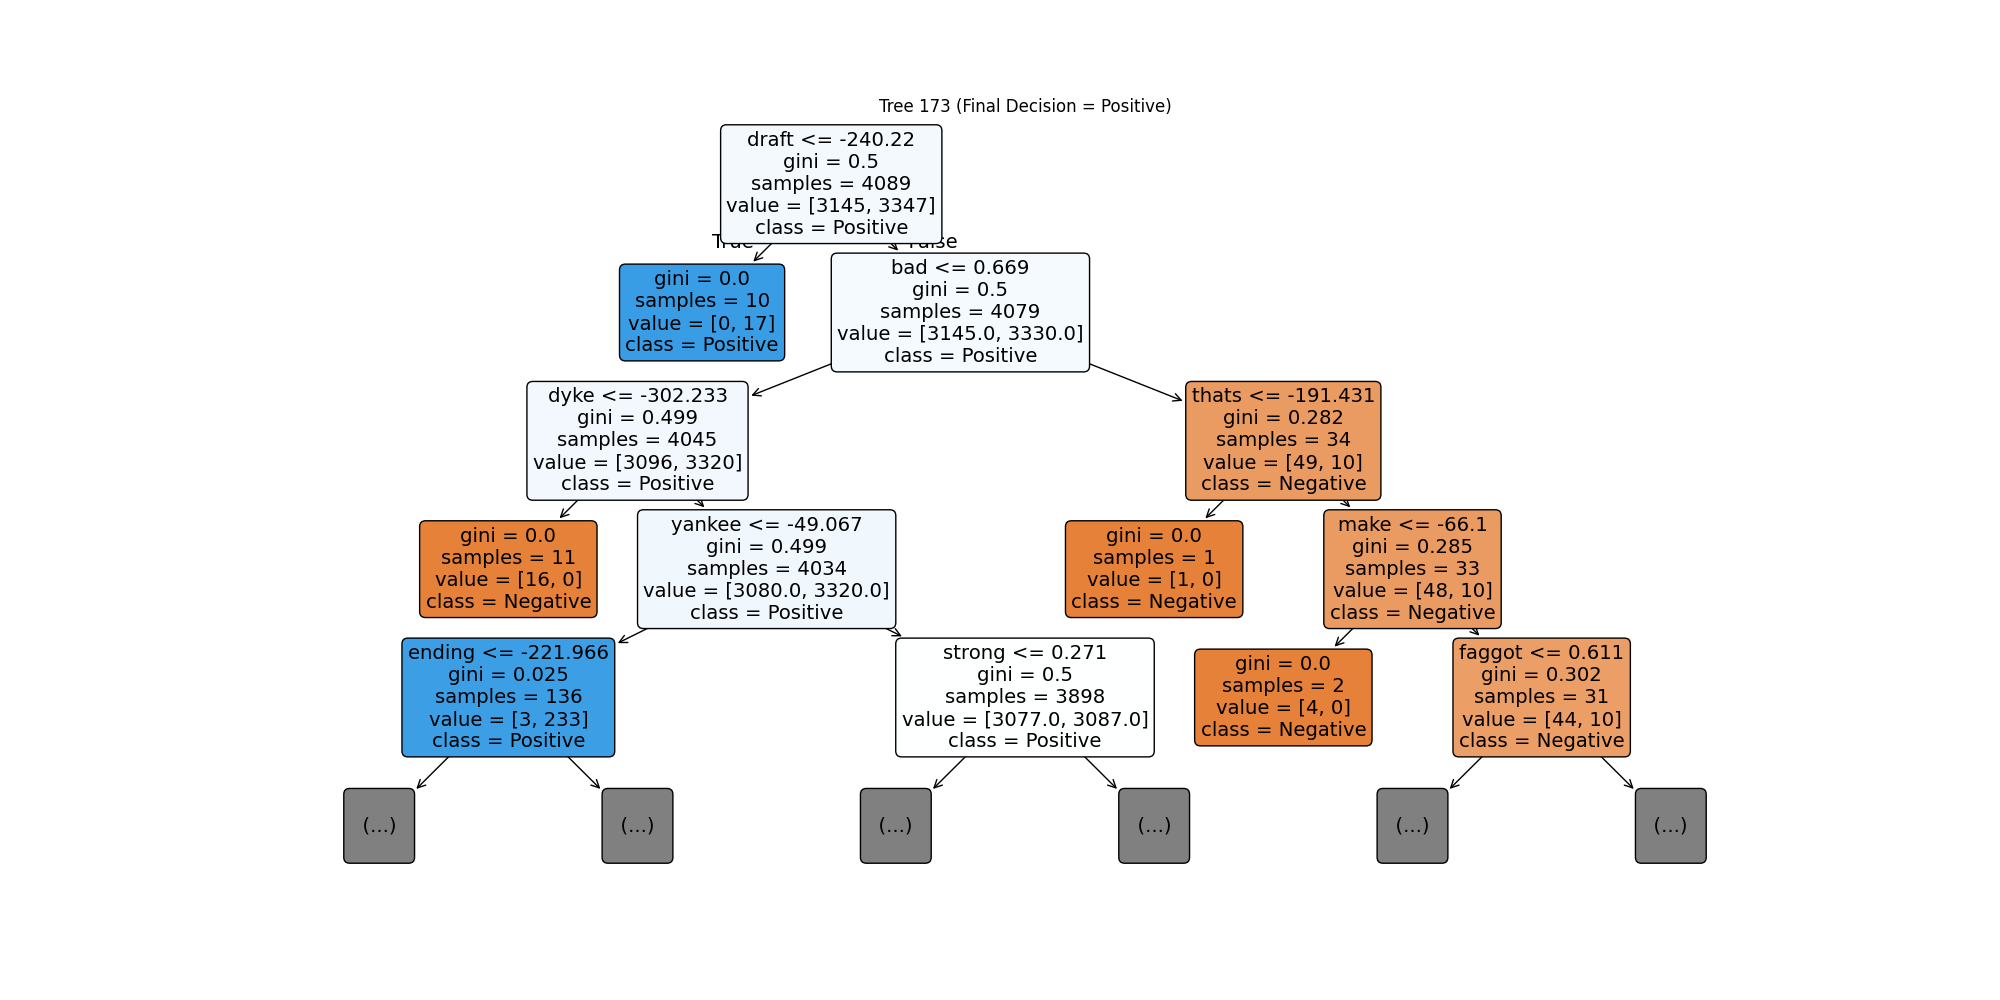 Tree 173 (Final Decision = Positive)
draft <= -240.22
gini = 0.5
samples = 4089
value = [3145, 3347]
class = Positive
True
False
gini = 0.0
samples = 10
value = [0, 17]
class = Positive
bad <= 0.669
gini = 0.5
samples = 4079
value = [3145.0, 3330.0]
class = Positive
dyke <= -302.233
gini = 0.499
samples = 4045
value = [3096, 3320]
class = Positive
thats <= -191.431
gini = 0.282
samples = 34
value = [49, 10]
class = Negative
gini = 0.0
samples = 11
value = [16, 0]
class = Negative
yankee <= -49.067
gini = 0.499
samples = 4034
value = [3080.0, 3320.0]
class = Positive
gini = 0.0
samples = 1
value = [1, 0]
class = Negative
make <= -66.1
gini = 0.285
samples = 33
value = [48, 10]
class = Negative
ending <= -221.966
gini = 0.025
samples = 136
value = [3, 233]
class = Positive
strong <= 0.271
gini = 0.5
samples = 3898
value = [3077.0, 3087.0]
class = Positive
gini = 0.0
samples = 2
value = [4, 0]
class = Negative
faggot <= 0.611
gini = 0.302
samples = 31
value = [44, 10]
class = Negative
(...)
(...)
(...)
(...)
(...)
(...)